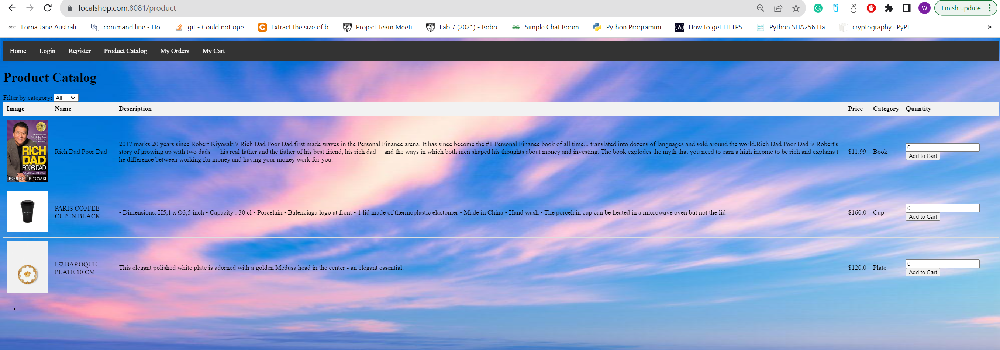 localshop.com:8081/product
W
Finish update
Lorna Jane Australi...
command line - Ho...
git - Could not ope...
Extract the size of b...
Project Team Meeti...
Lab 7 (2021) - Robo...
Simple Chat Room...
Python Programmi...
How to get HTTPS...
Python SHA256 Ha...
cryptography · PyPI
»
Home Login Register Product Catalog My Orders My Cart
Product Catalog
Filter by category: All
Image Name Description Price Category Quantity
RICH
DAD
POOR DAD
ROBERT T. KIYOSAKI
Rich Dad Poor Dad
2017 marks 20 years since Robert Kiyosaki's Rich Dad Poor Dad first made waves in the Personal Finance arena. It has since become the #1 Personal Finance book of all time... translated into dozens of languages and sold around the world.Rich Dad Poor Dad is Robert's
story of growing up with two dads — his real father and the father of his best friend, his rich dad— and the ways in which both men shaped his thoughts about money and investing. The book explodes the myth that you need to earn a high income to be rich and explains t
he difference between working for money and having your money work for you.
$11.99
Book
0
Add to Cart
PARIS COFFEE
CUP IN BLACK
• Dimensions: H5,1 x Ø3,5 inch • Capacity : 30 cl • Porcelain • Balenciaga logo at front • 1 lid made of thermoplastic elastomer • Made in China • Hand wash • The porcelain cup can be heated in a microwave oven but not the lid
$160.0
Cup
0
Add to Cart
I ♡ BAROQUE
PLATE 10 CM
This elegant polished white plate is adorned with a golden Medusa head in the center - an elegant essential.
$120.0
Plate
0
Add to Cart
•